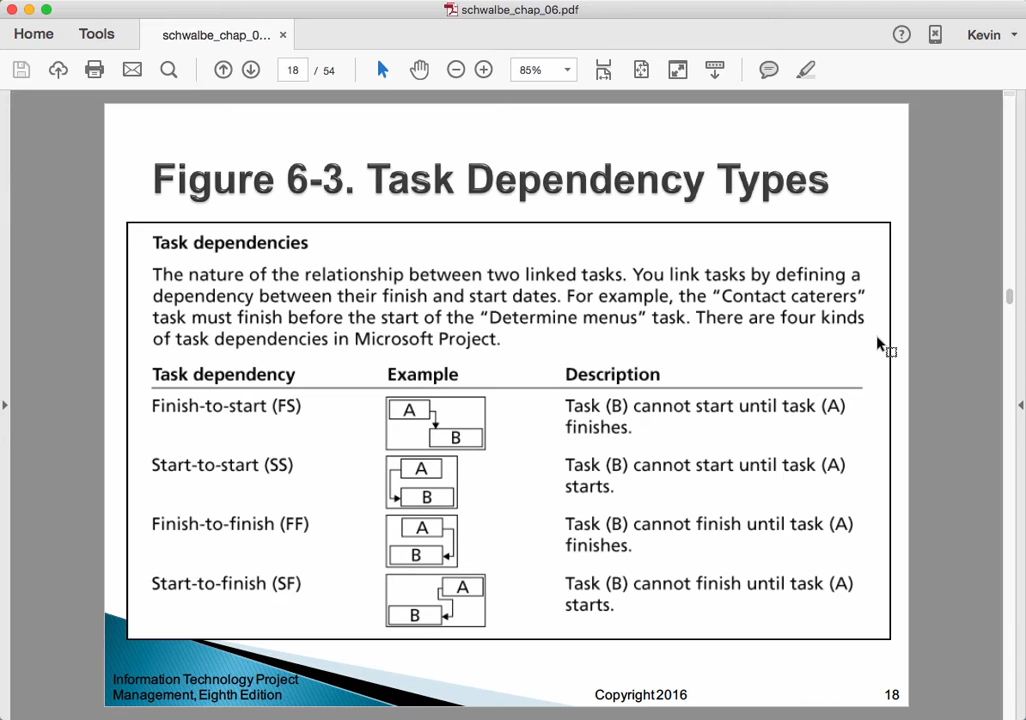 schwalbe_chap_06.pdf
Home Tools schwalbe_chap_0... × Kevin
18 / 54 85%
Figure 6-3. Task Dependency Types
Task dependencies
The nature of the relationship between two linked tasks. You link tasks by defining a
dependency between their finish and start dates. For example, the “Contact caterers”
task must finish before the start of the “Determine menus” task. There are four kinds
of task dependencies in Microsoft Project.
Task dependency Example Description
Finish-to-start (FS) A Task (B) cannot start until task (A)
B finishes.
Start-to-start (SS) A Task (B) cannot start until task (A)
B starts.
Finish-to-finish (FF) A Task (B) cannot finish until task (A)
B finishes.
Start-to-finish (SF) A Task (B) cannot finish until task (A)
B starts.
Information Technology Project
Management, Eighth Edition Copyright 2016 18